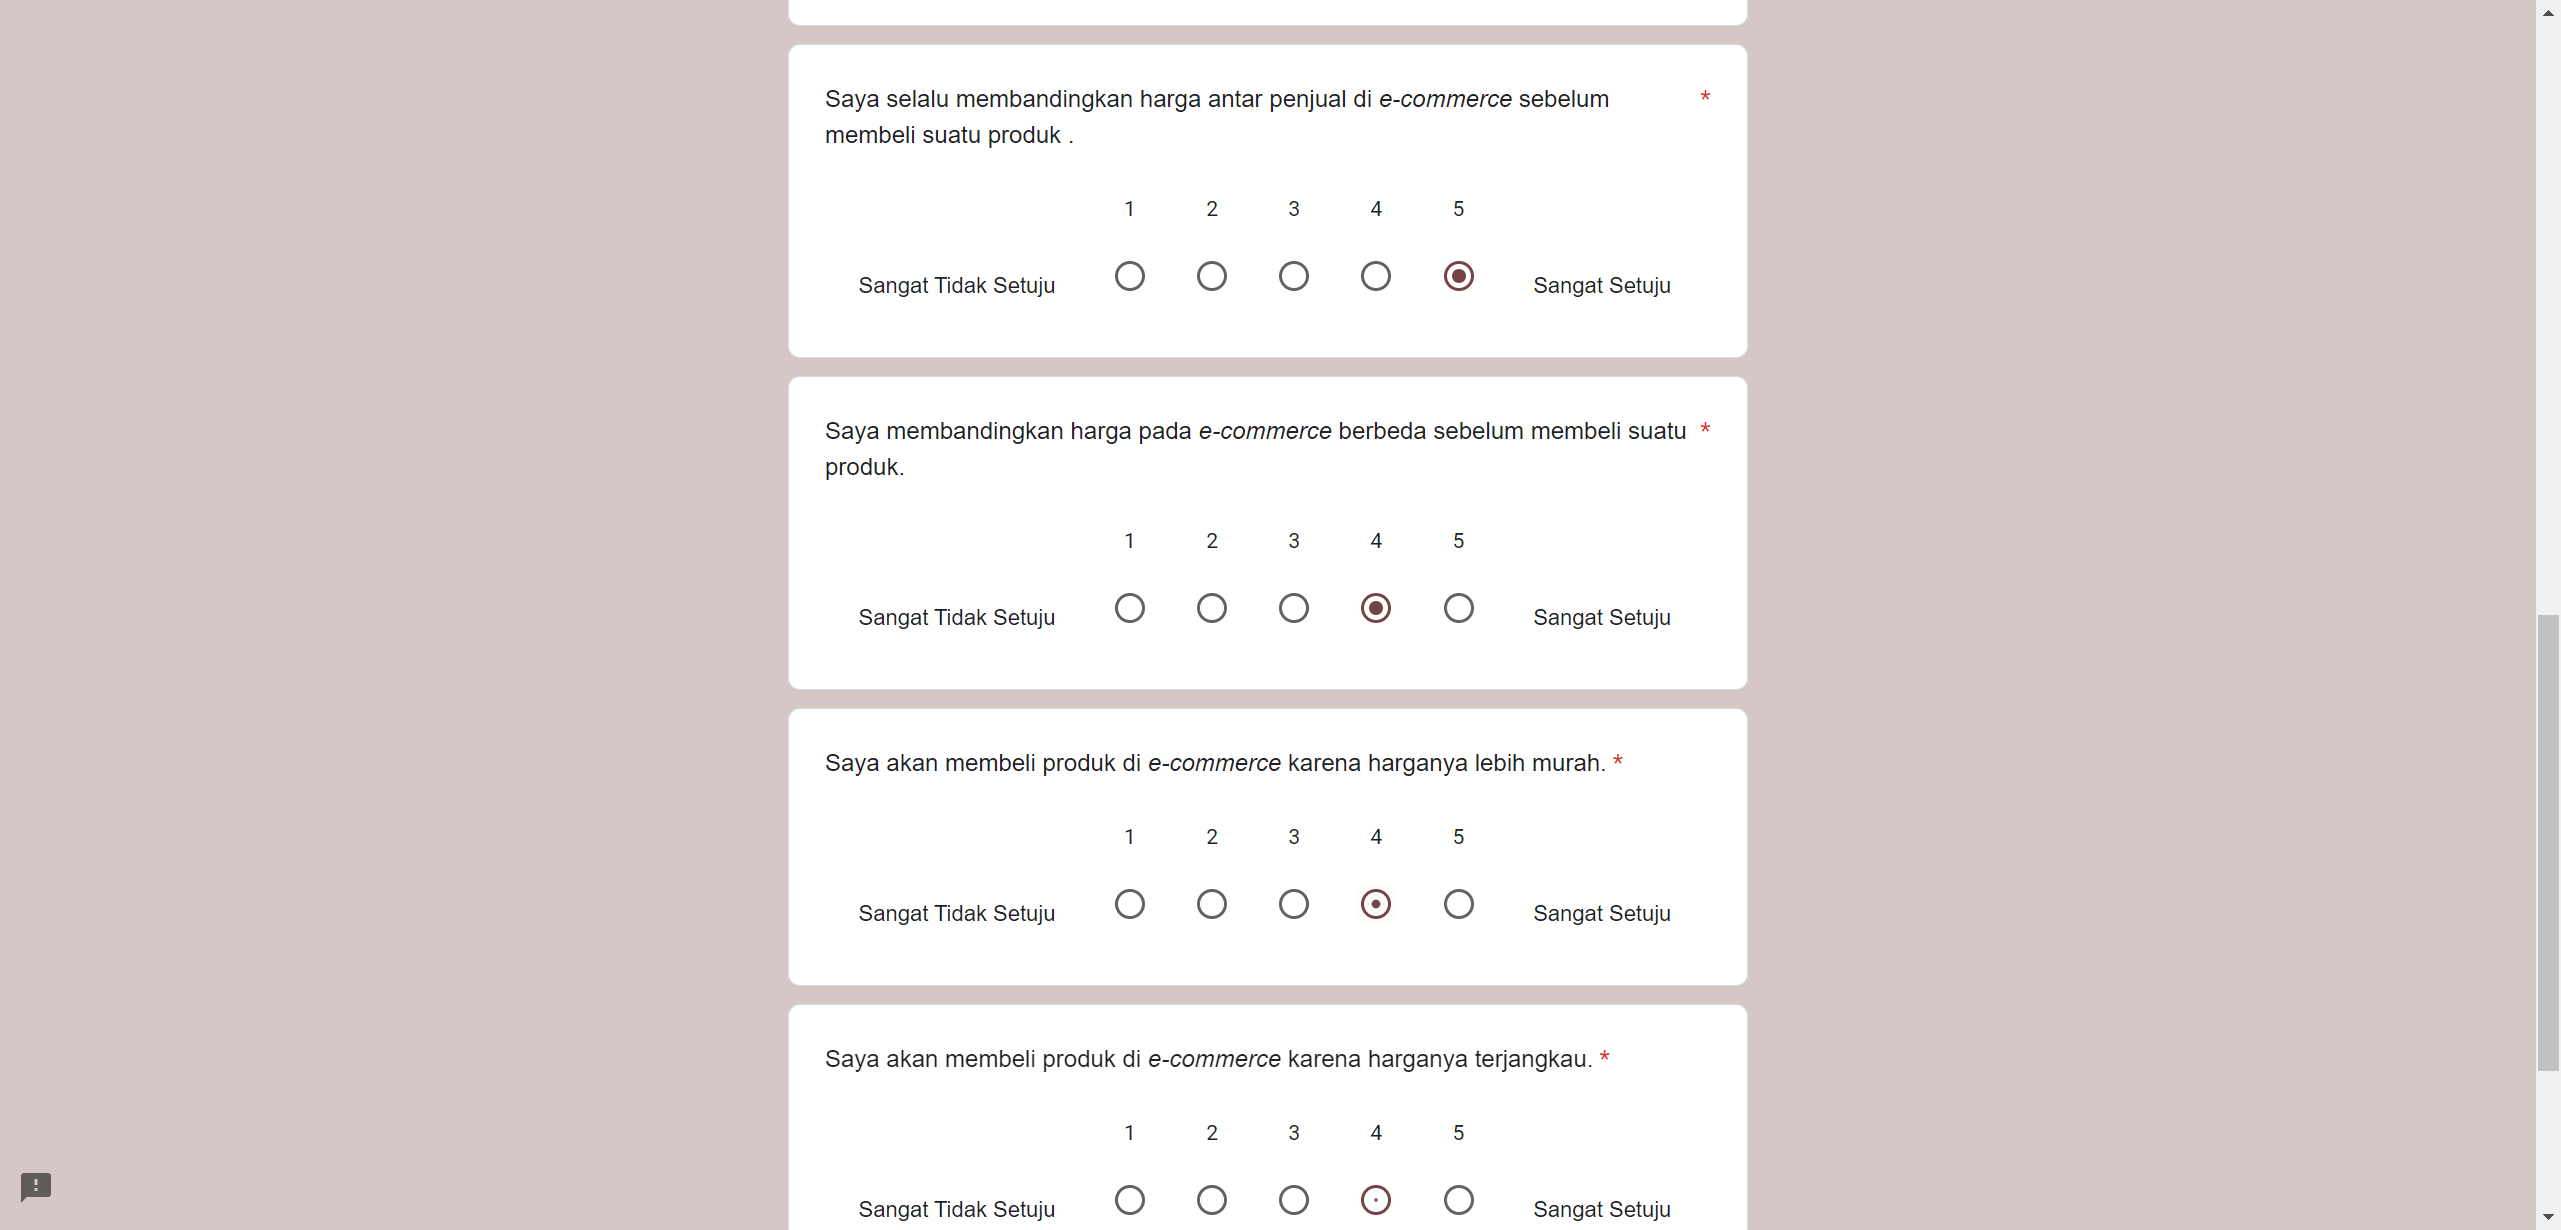 Saya selalu membandingkan harga antar penjual di e-commerce sebelum *
membeli suatu produk .
1 2 3 4 5
Sangat Tidak Setuju Sangat Setuju
Saya membandingkan harga pada e-commerce berbeda sebelum membeli suatu *
produk.
1 2 3 4 5
Sangat Tidak Setuju Sangat Setuju
Saya akan membeli produk di e-commerce karena harganya lebih murah. *
1 2 3 4 5
Sangat Tidak Setuju Sangat Setuju
Saya akan membeli produk di e-commerce karena harganya terjangkau. *
1 2 3 4 5
Sangat Tidak Setuju Sangat Setuju